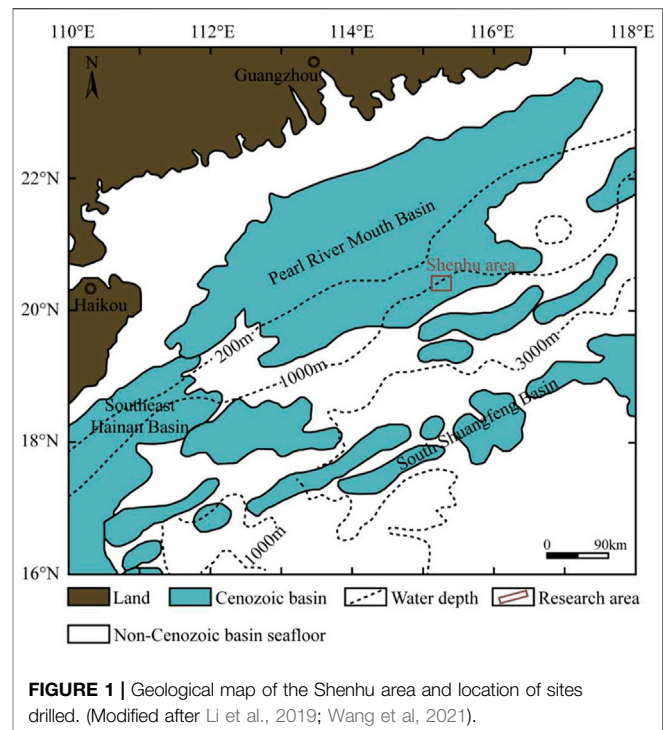 110°E 112°E 114°E 116°E 118°E
N
Guangzhou
22°N
Pearl River Mouth Basin
Shenhu area
20°N
Haikou
200m
1000m
3000m
Southeast
Hainan Basin
18°N
South Shuangfeng Basin
1000m
0 90km
16°N
Land Cenozoic basin Water depth Research area
Non-Cenozoic basin seafloor
FIGURE 1 | Geological map of the Shenhu area and location of sites
drilled. (Modified after Li et al., 2019; Wang et al, 2021).